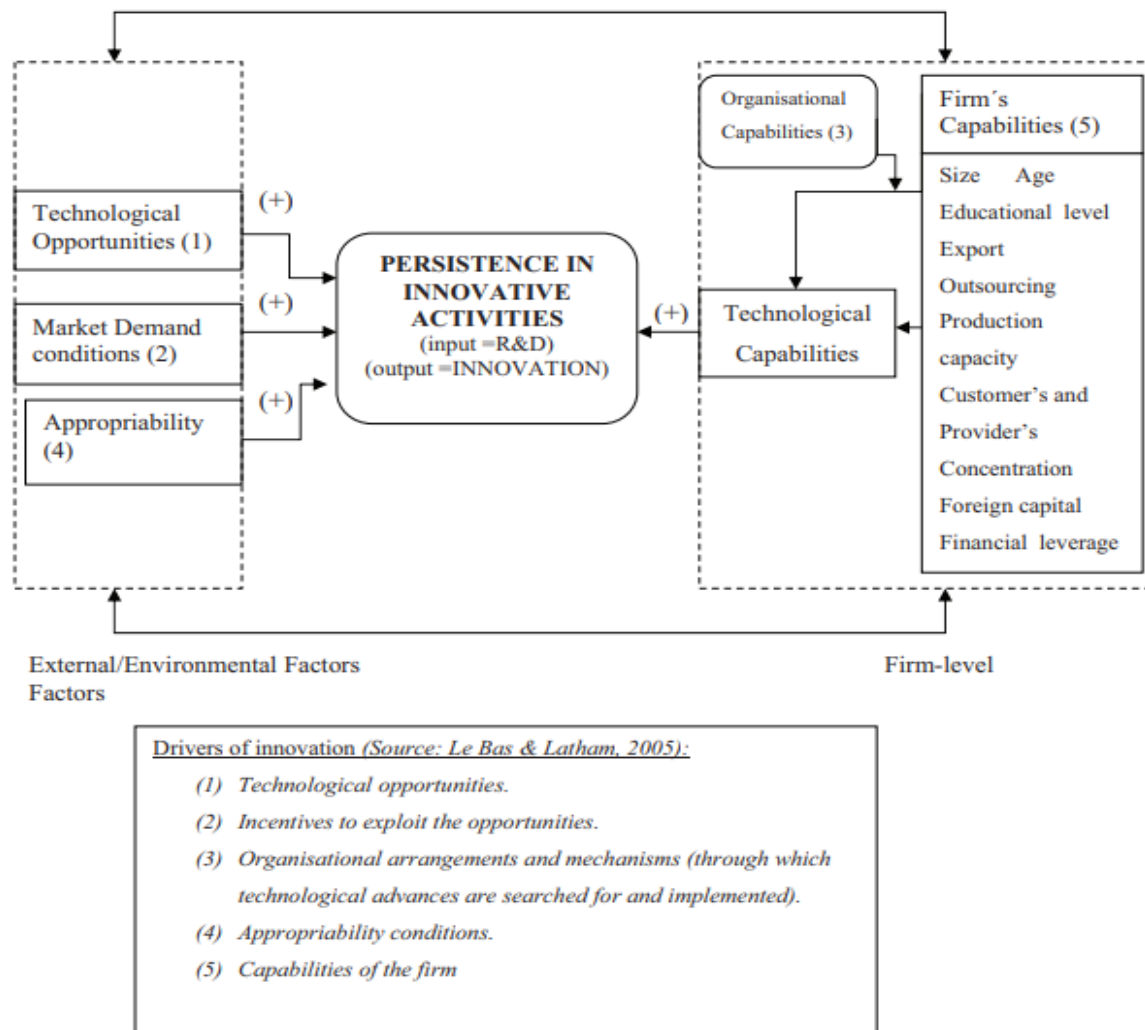 Technological
Opportunities (1)
(+)
Market Demand
conditions (2)
(+)
Appropriability
(4)
(+)
PERSISTENCE IN
INNOVATIVE
ACTIVITIES
(input =R&D)
(output =INNOVATION)
(+)
Technological
Capabilities
Organisational
Capabilities (3)
Firm´s
Capabilities (5)
Size Age
Educational level
Export
Outsourcing
Production
capacity
Customer’s and
Provider’s
Concentration
Foreign capital
Financial leverage
External/Environmental Factors
Factors
Firm-level
Drivers of innovation (Source: Le Bas & Latham, 2005):
(1) Technological opportunities.
(2) Incentives to exploit the opportunities.
(3) Organisational arrangements and mechanisms (through which
technological advances are searched for and implemented).
(4) Appropriability conditions.
(5) Capabilities of the firm